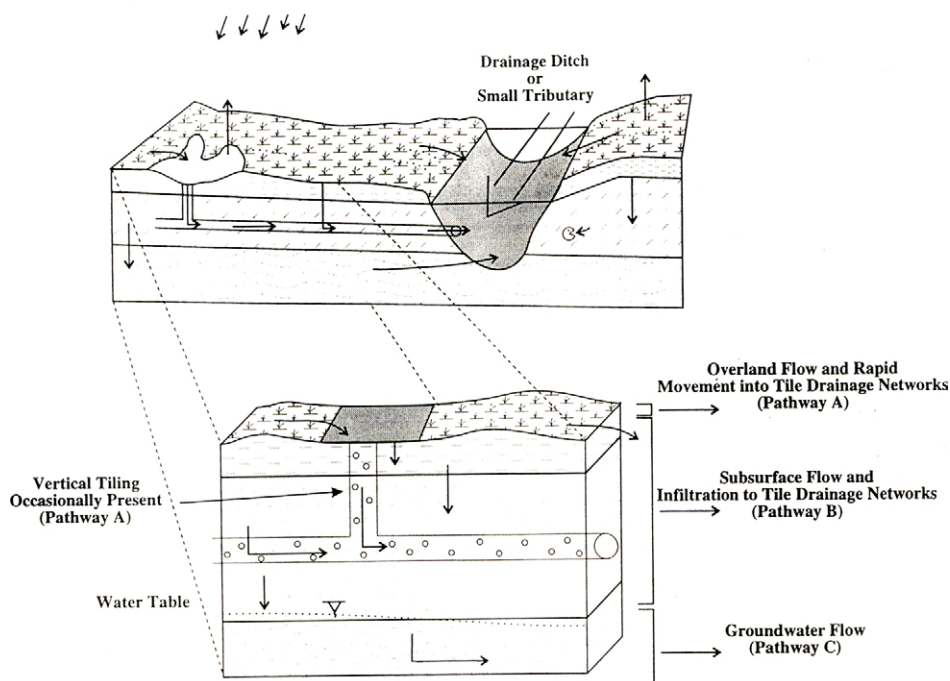 Drainage Ditch
or
Small Tributary
Overland Flow and Rapid
Movement into Tile Drainage Networks
(Pathway A)
Vertical Tiling
Occasionally Present
(Pathway A)
Subsurface Flow and
Infiltration to Tile Drainage Networks
(Pathway B)
Water Table
Groundwater Flow
(Pathway C)